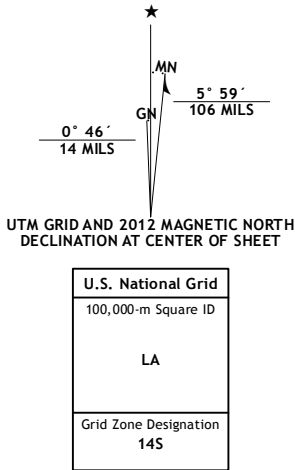 ★
MN
GN
5° 59´
106 MILS
0° 46´
14 MILS
UTM GRID AND 2012 MAGNETIC NORTH
DECLINATION AT CENTER OF SHEET
U.S. National Grid
100,000-m Square ID
LA
Grid Zone Designation
14S